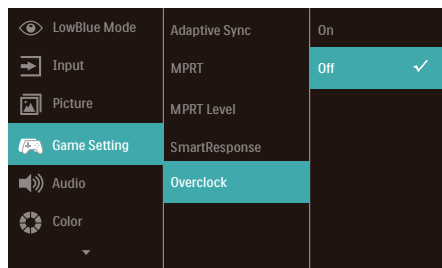 LowBlue Mode
Input
Picture
Game Setting
Audio
Color
Adaptive Sync
MPRT
MPRT Level
SmartResponse
Overclock
On
Off